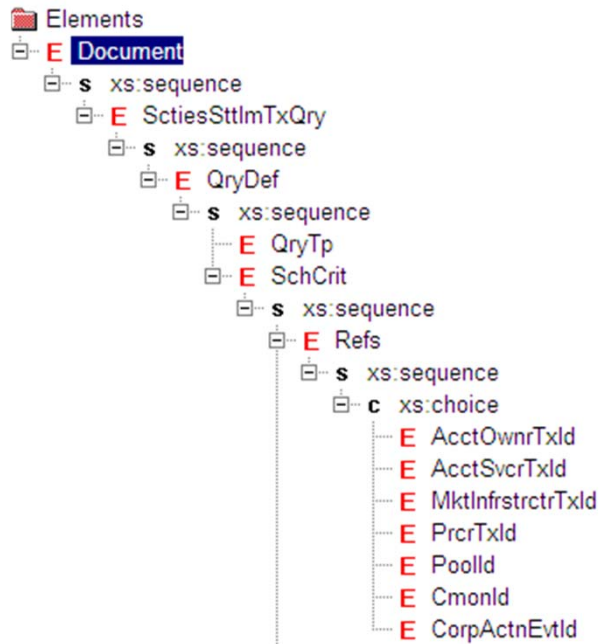 Elements
E Document
s xs:sequence
E SctiesSttlmTxQry
s xs:sequence
E QryDef
s xs:sequence
E QryTp
E SchCrit
s xs:sequence
E Refs
s xs:sequence
c xs:choice
E AcctOwnrTxId
E AcctSvcrTxId
E MktInfrstrctrTxId
E PrcrTxId
E PoolId
E CmonId
E CorpActnEvtId